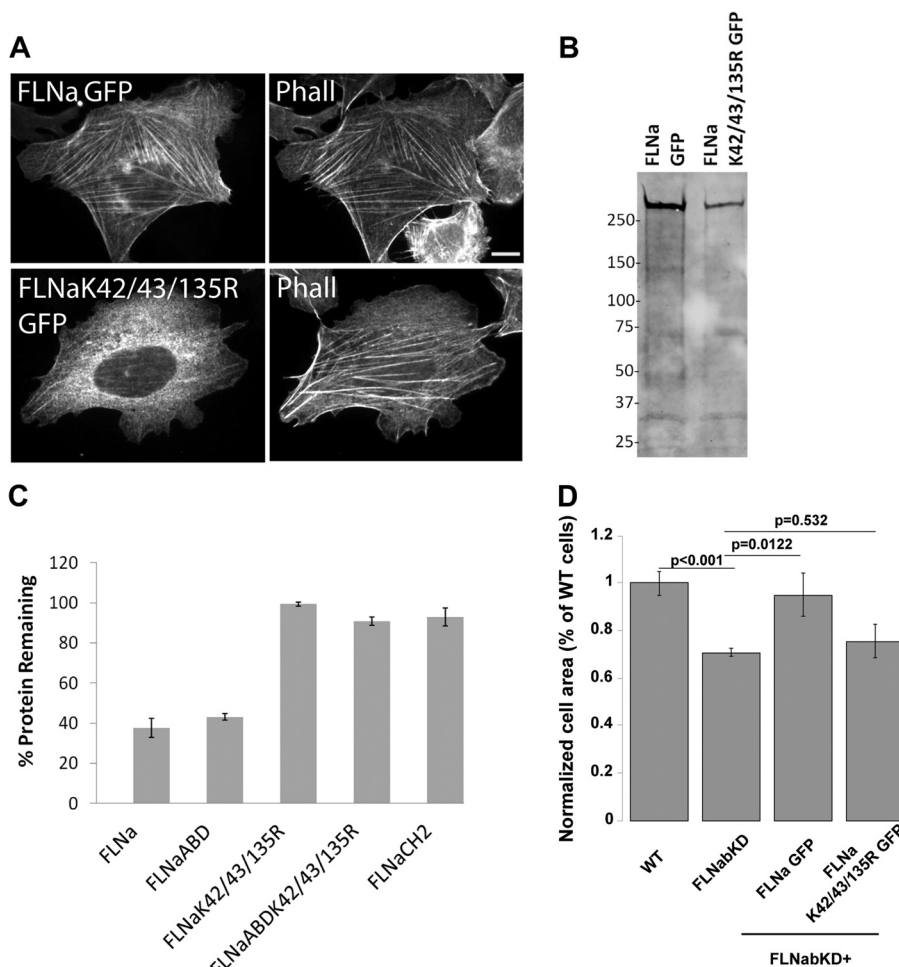 A
FLNa GFP
Phall
FLNaK42/43/135R
GFP
Phall
B
FLNa
GFP
FLNa
K42/43/135R GFP
250-
150-
100-
75-
50-
37-
25-
C
% Protein Remaining
120
100
80
60
40
20
0
FLNa
FLNaABD
FLNaK42/43/135R
FLNaABDK42/43/135R
FLNaCH2
D
Normalized cell area (% of WT cells)
1.2
1
0.8
0.6
0.4
0.2
0
p=0.532
p=0.0122
p<0.001
WT
FLNabKD
FLNa GFP
FLNa
K42/43/135R GFP
FLNabKD+